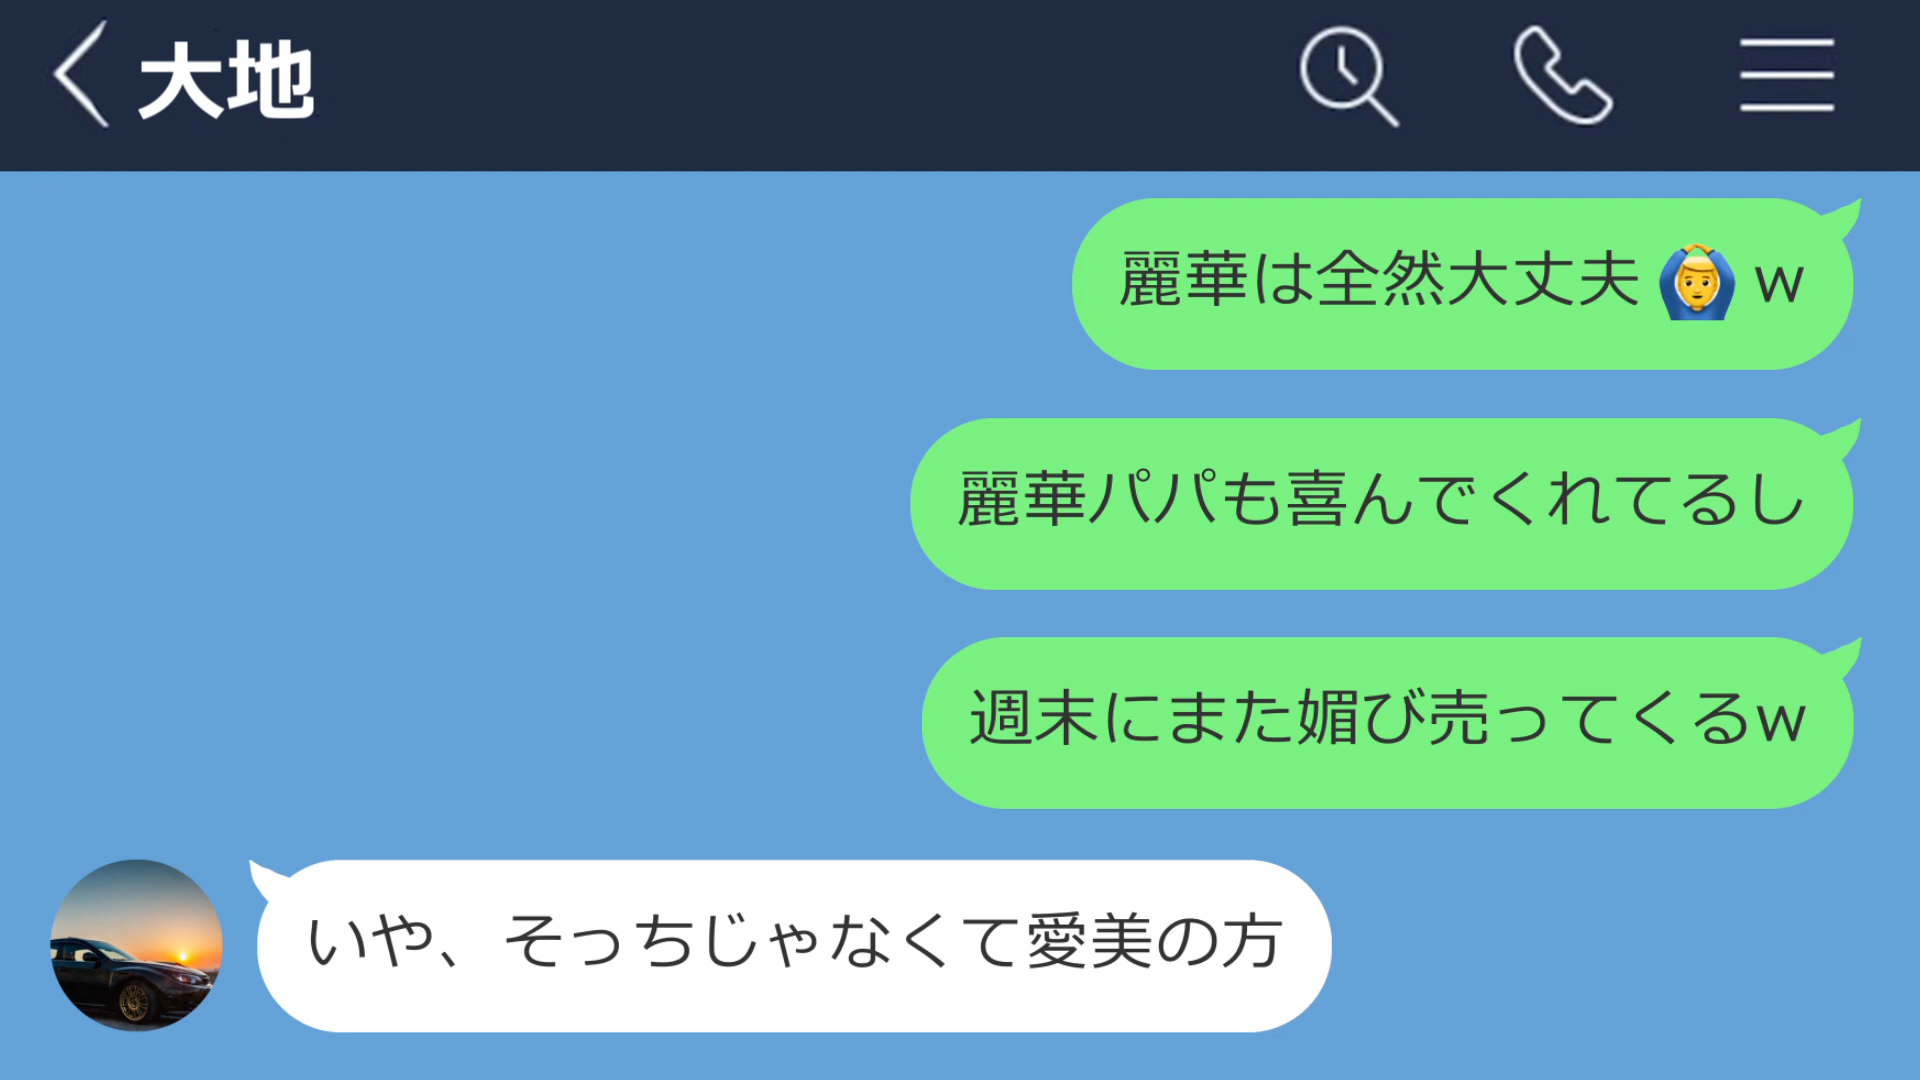 大地
麗華は全然大丈夫🙆‍♂️w
麗華パパも喜んでくれてるし
週末にまた媚び売ってくるw
いや、そっちじゃなくて愛美の方